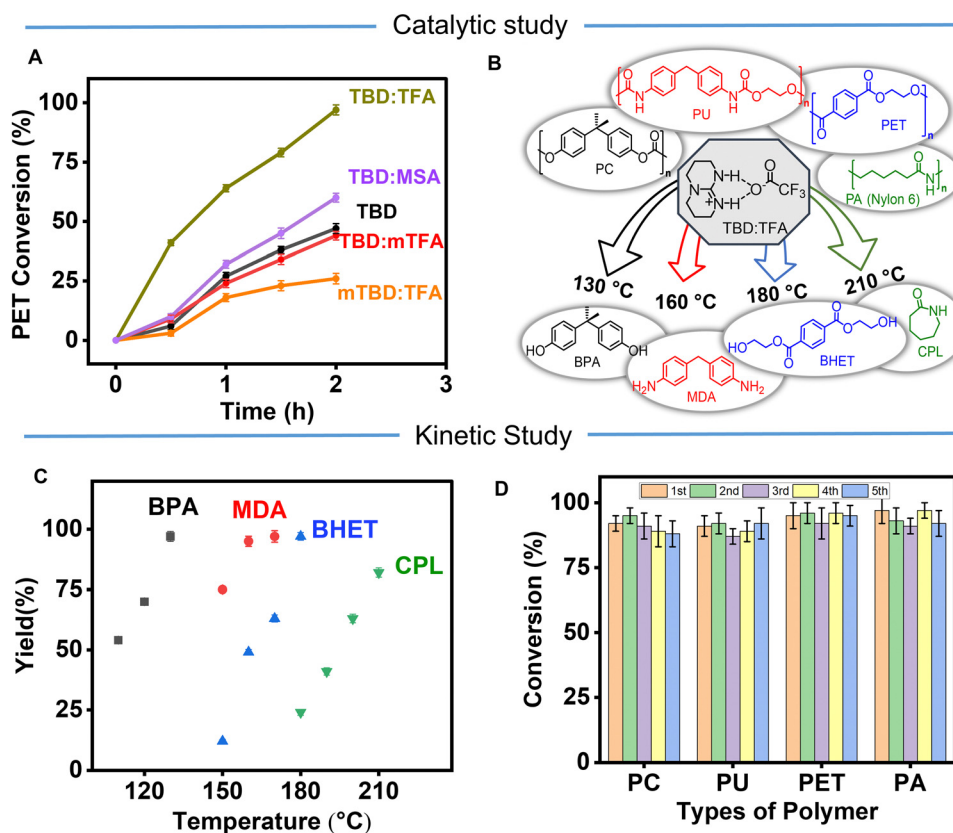 Catalytic study
A
PET Conversion (%)
100
75
50
25
0
TBD:TFA
TBD:MSA
TBD
TBD:mTFA
mTBD:TFA
0
1
2
3
Time (h)
B
PU
PC
PET
PA (Nylon 6)
TBD:TFA
130 °C
160 °C
180 °C
210 °C
BPA
MDA
BHET
CPL
Kinetic Study
C
Yield(%)
100
75
50
25
0
BPA
MDA
BHET
CPL
120
150
180
210
Temperature (°C)
D
Conversion (%)
100
75
50
25
0
1st 2nd 3rd 4th 5th
PC
PU
PET
PA
Types of Polymer